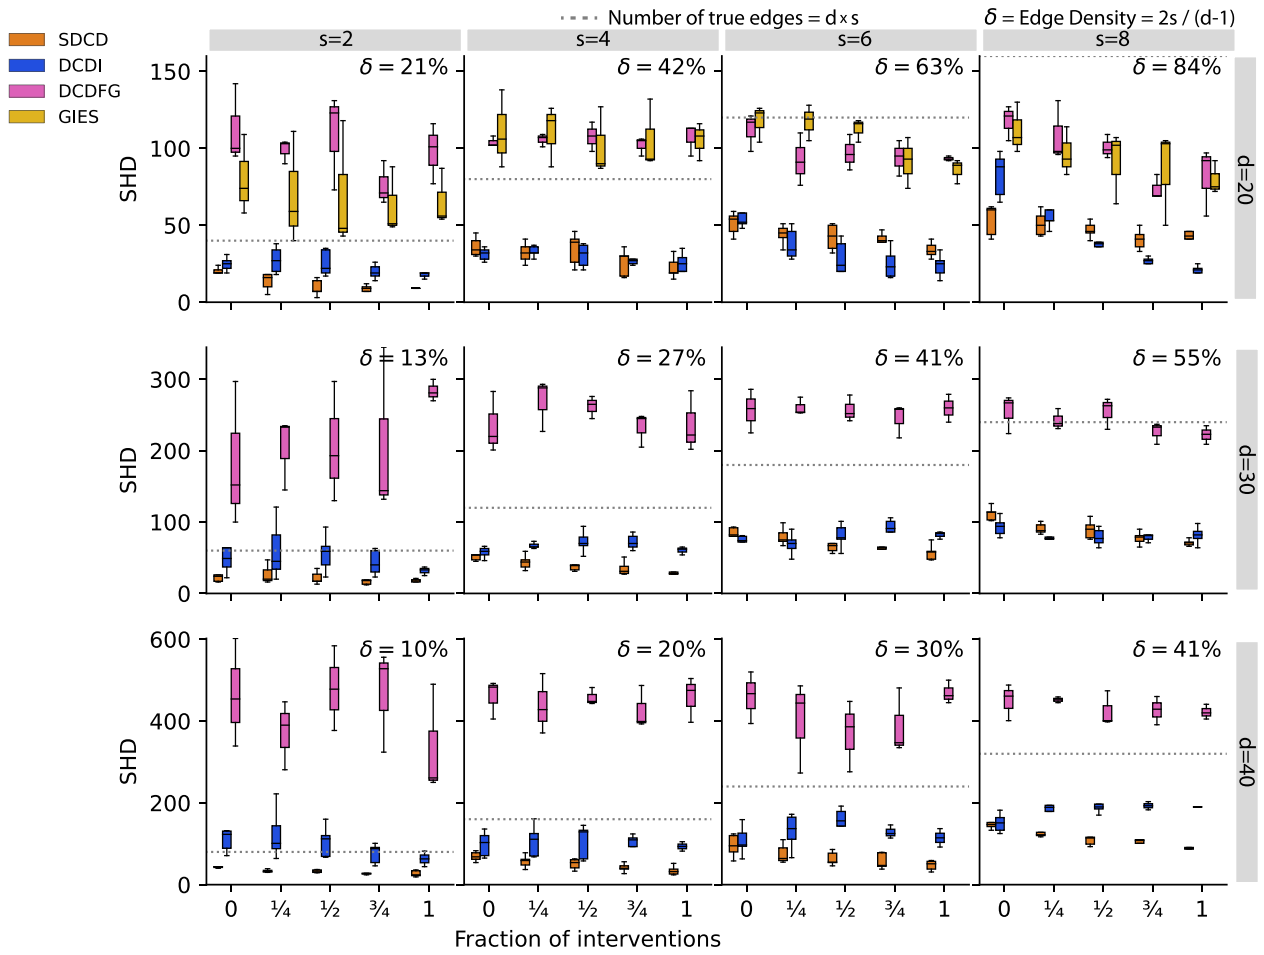 Number of true edges = d×s
δ = Edge Density = 2s / (d-1)
SDCD
DCDI
DCDFG
GIES
s=2
s=4
s=6
s=8
δ = 21%
δ = 42%
δ = 63%
δ = 84%
150
100
50
0
SHD
d=20
δ = 13%
δ = 27%
δ = 41%
δ = 55%
300
200
100
0
SHD
d=30
δ = 10%
δ = 20%
δ = 30%
δ = 41%
600
400
200
0
SHD
d=40
0 ¼ ½ ¾ 1
0 ¼ ½ ¾ 1
0 ¼ ½ ¾ 1
0 ¼ ½ ¾ 1
Fraction of interventions